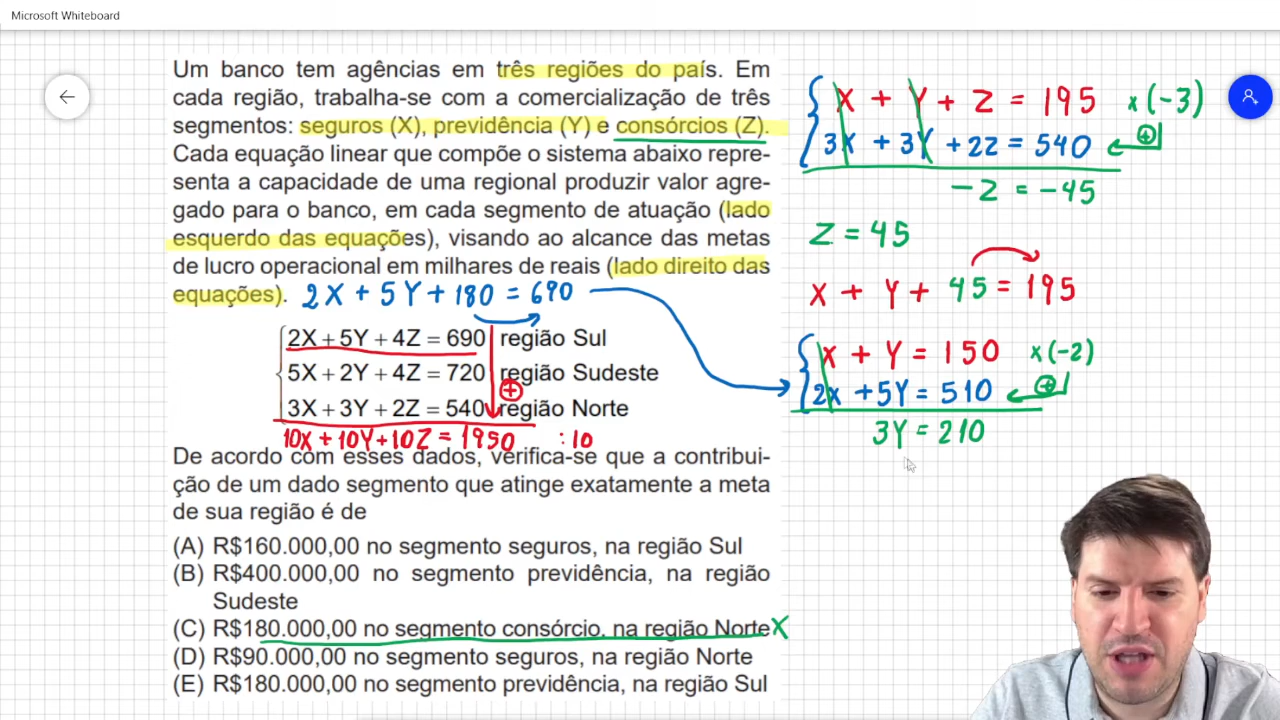 Microsoft Whiteboard
Um banco tem agências em três regiões do país. Em
cada região, trabalha-se com a comercialização de três
segmentos: seguros (X), previdência (Y) e consórcios (Z).
Cada equação linear que compõe o sistema abaixo repre-
senta a capacidade de uma regional produzir valor agre-
gado para o banco, em cada segmento de atuação (lado
esquerdo das equações), visando ao alcance das metas
de lucro operacional em milhares de reais (lado direito das
equações). 2X + 5Y + 180 = 690
2X + 5Y + 4Z = 690 região Sul
5X + 2Y + 4Z = 720 região Sudeste
3X + 3Y + 2Z = 540 região Norte
10X + 10Y + 10Z = 1950 :10
De acordo com esses dados, verifica-se que a contribui-
ção de um dado segmento que atinge exatamente a meta
de sua região é de
(A) R$160.000,00 no segmento seguros, na região Sul
(B) R$400.000,00 no segmento previdência, na região
Sudeste
(C) R$180.000,00 no segmento consórcio, na região Norte X
(D) R$90.000,00 no segmento seguros, na região Norte
(E) R$180.000,00 no segmento previdência, na região Sul
X + Y + Z = 195 x(-3)
3X + 3Y + 2Z = 540 +
-Z = -45
Z = 45
X + Y + 45 = 195
X + Y = 150 x(-2)
2X + 5Y = 510 +
3Y = 210